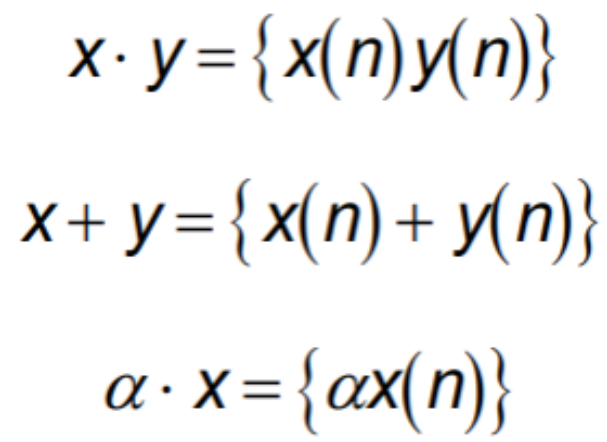 x · y = {x(n)y(n)}
x + y = {x(n) + y(n)}
α · x = {αx(n)}